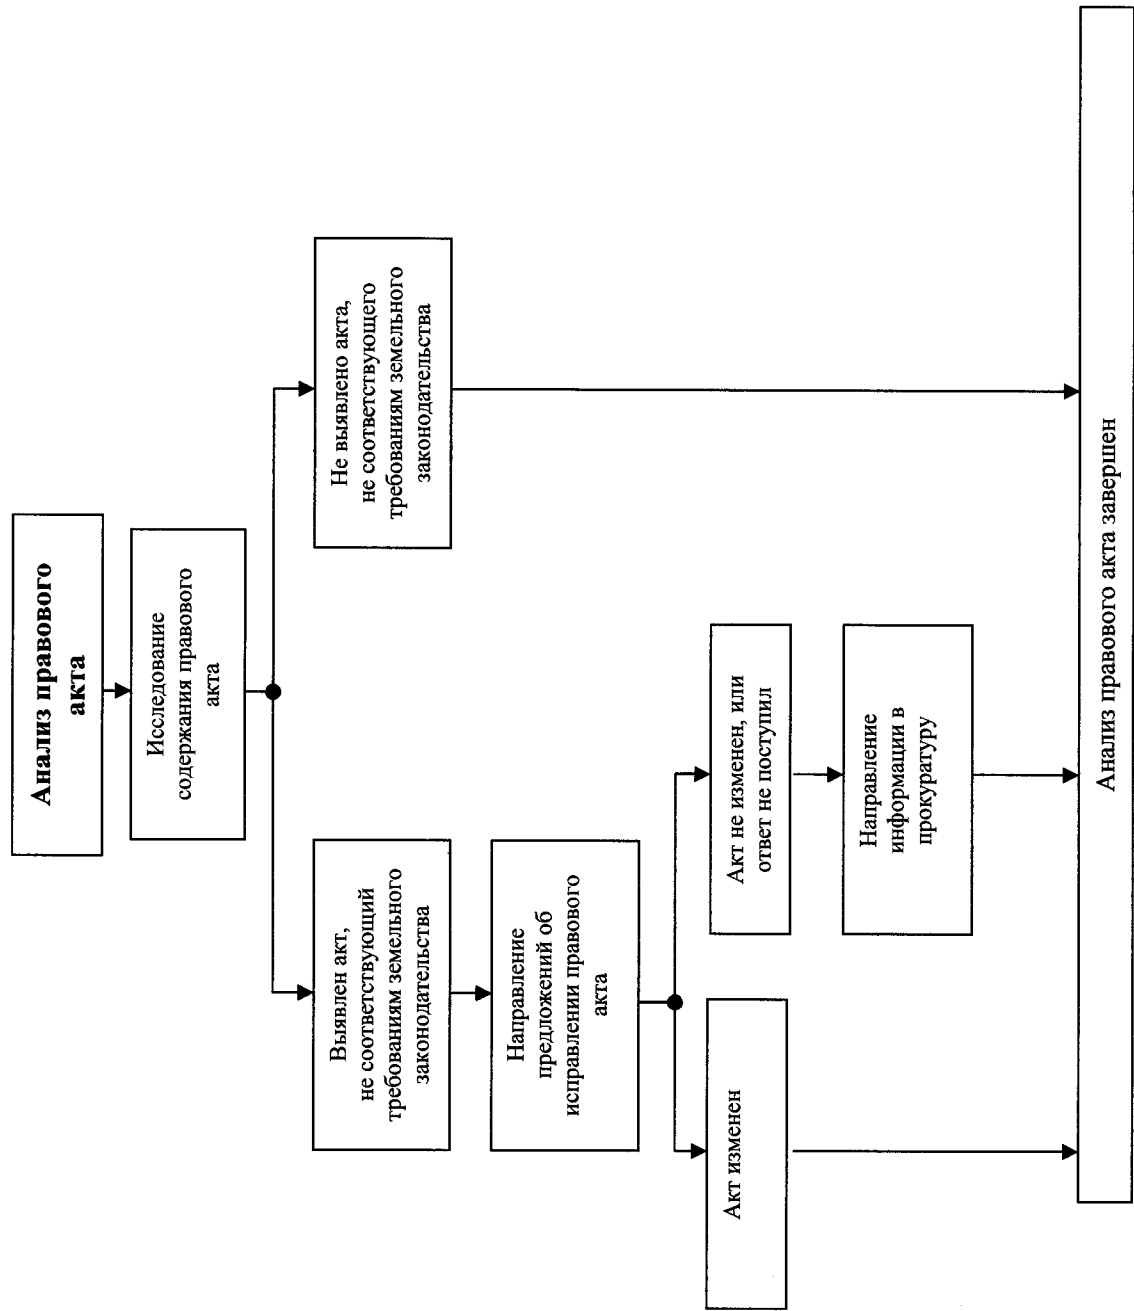 Анализ правового
акта
Исследование
содержания правового
акта
Выявлен акт,
не соответствующий
требованиям земельного
законодательства
Не выявлено акта,
не соответствующего
требованиям земельного
законодательства
Направление
предложений об
исправлении правового
акта
Акт изменен
Акт не изменен, или
ответ не поступил
Направление
информации в
прокуратуру
Анализ правового акта завершен